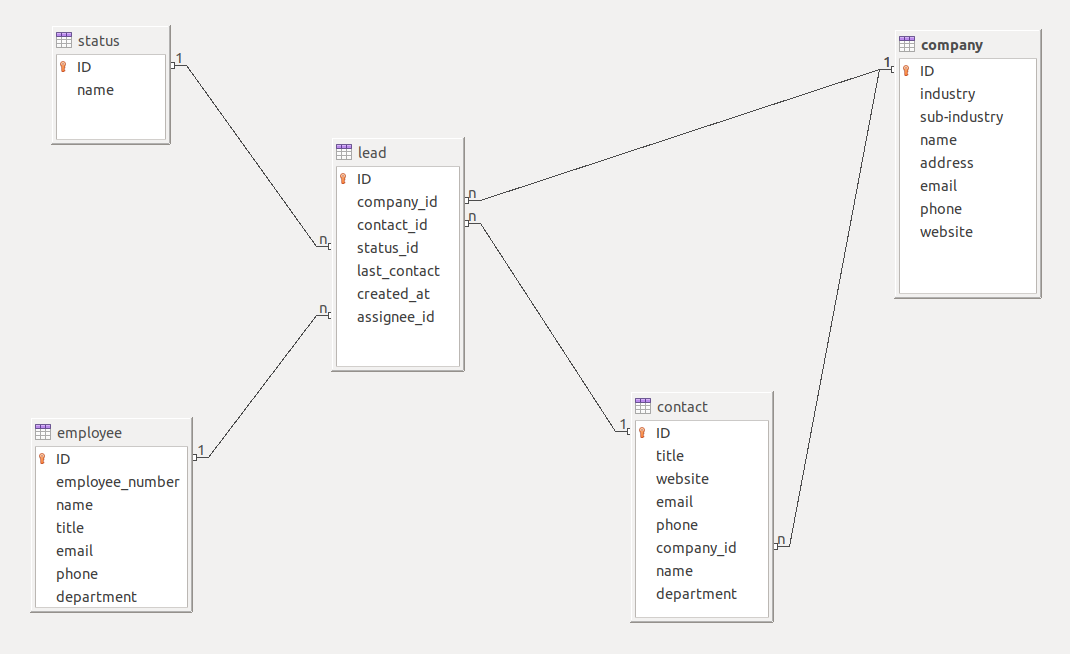 status
ID
name
1
lead
ID
company_id
contact_id
status_id
last_contact
created_at
assignee_id
n
n
n
n
company
ID
industry
sub-industry
name
address
email
phone
website
1
employee
ID
employee_number
name
title
email
phone
department
1
contact
ID
title
website
email
phone
company_id
name
department
1
n